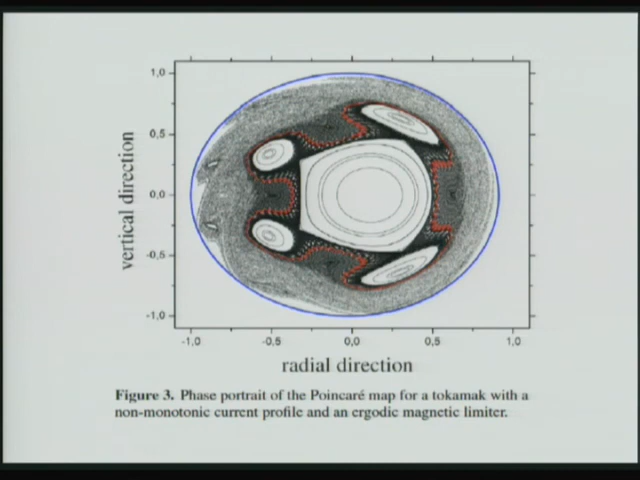 1,0
0,5
0,0
-0,5
-1,0
vertical direction
-1,0 -0,5 0,0 0,5 1,0
radial direction
Figure 3. Phase portrait of the Poincaré map for a tokamak with a
non-monotonic current profile and an ergodic magnetic limiter.